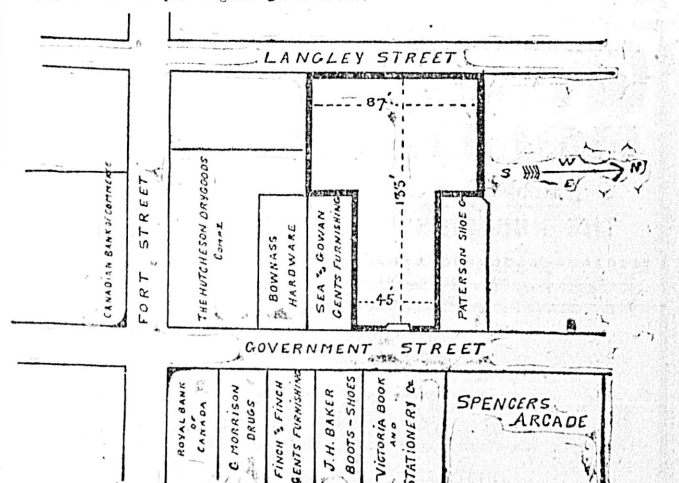 LANGLEY STREET
87'
135'
S
W
E
N
CANADIAN BANK OF COMMERCE
FORT STREET
THE HUTCHESON DRYGOODS
BOWNASS
HARDWARE
SEA & GOWAN
GENTS FURNISHING
45'
PATERSON SHOE Co
GOVERNMENT STREET
ROYAL BANK
OF
CANADA
C MORRISON
DRUGS
FINCH & FINCH
GENTS FURNISHING
J.H. BAKER
BOOTS - SHOES
VICTORIA BOOK
AND
STATIONERY Co
SPENCERS
ARCADE